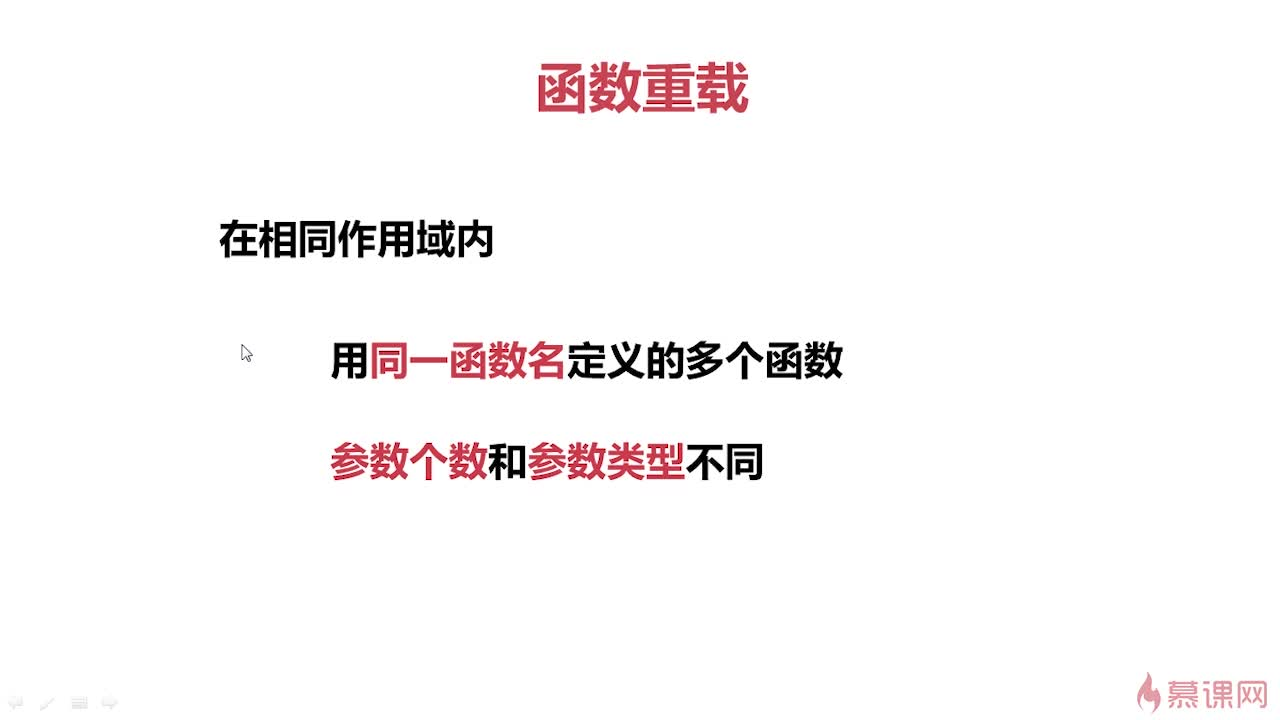 函数重载
在相同作用域内
用同一函数名定义的多个函数
参数个数和参数类型不同
慕课网